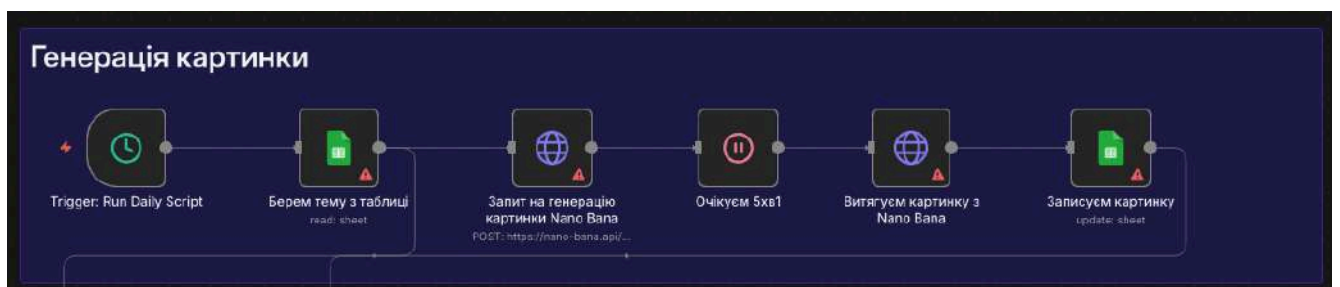 Генерація картинки
Trigger: Run Daily Script
Берем тему з таблиці
read: sheet
Запит на генерацію
картинки Nano Bana
POST: https://nano-bana.api/...
Очікуєм 5хв1
Витягуєм картинку з
Nano Bana
Записуєм картинку
update: sheet